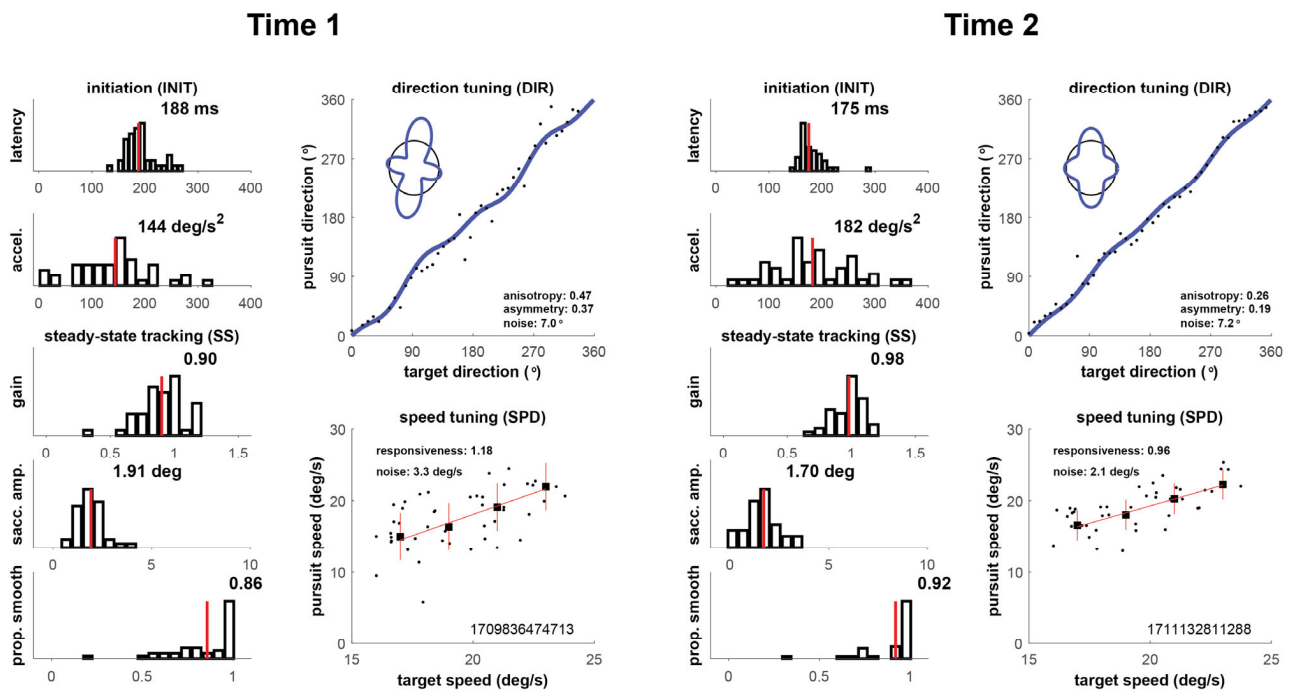 Time 1
Time 2
initiation (INIT)
188 ms
latency
0 100 200 300 400
144 deg/s2
accel.
0 100 200 300 400
steady-state tracking (SS)
0.90
gain
0 0.5 1 1.5
1.91 deg
sacc. amp.
0 5 10
0.86
prop. smooth
0 0.5 1
direction tuning (DIR)
360
270
180
90
0
pursuit direction (°)
anisotropy: 0.47
asymmetry: 0.37
noise: 7.0°
0 90 180 270 360
target direction (°)
speed tuning (SPD)
30
20
10
0
pursuit speed (deg/s)
responsiveness: 1.18
noise: 3.3 deg/s
1709836474713
15 20 25
target speed (deg/s)
initiation (INIT)
175 ms
latency
0 100 200 300 400
182 deg/s2
accel.
0 100 200 300 400
steady-state tracking (SS)
0.98
gain
0 0.5 1 1.5
1.70 deg
sacc. amp.
0 5 10
0.92
prop. smooth
0 0.5 1
direction tuning (DIR)
360
270
180
90
0
pursuit direction (°)
anisotropy: 0.26
asymmetry: 0.19
noise: 7.2°
0 90 180 270 360
target direction (°)
speed tuning (SPD)
30
20
10
0
pursuit speed (deg/s)
responsiveness: 0.96
noise: 2.1 deg/s
1711132811288
15 20 25
target speed (deg/s)